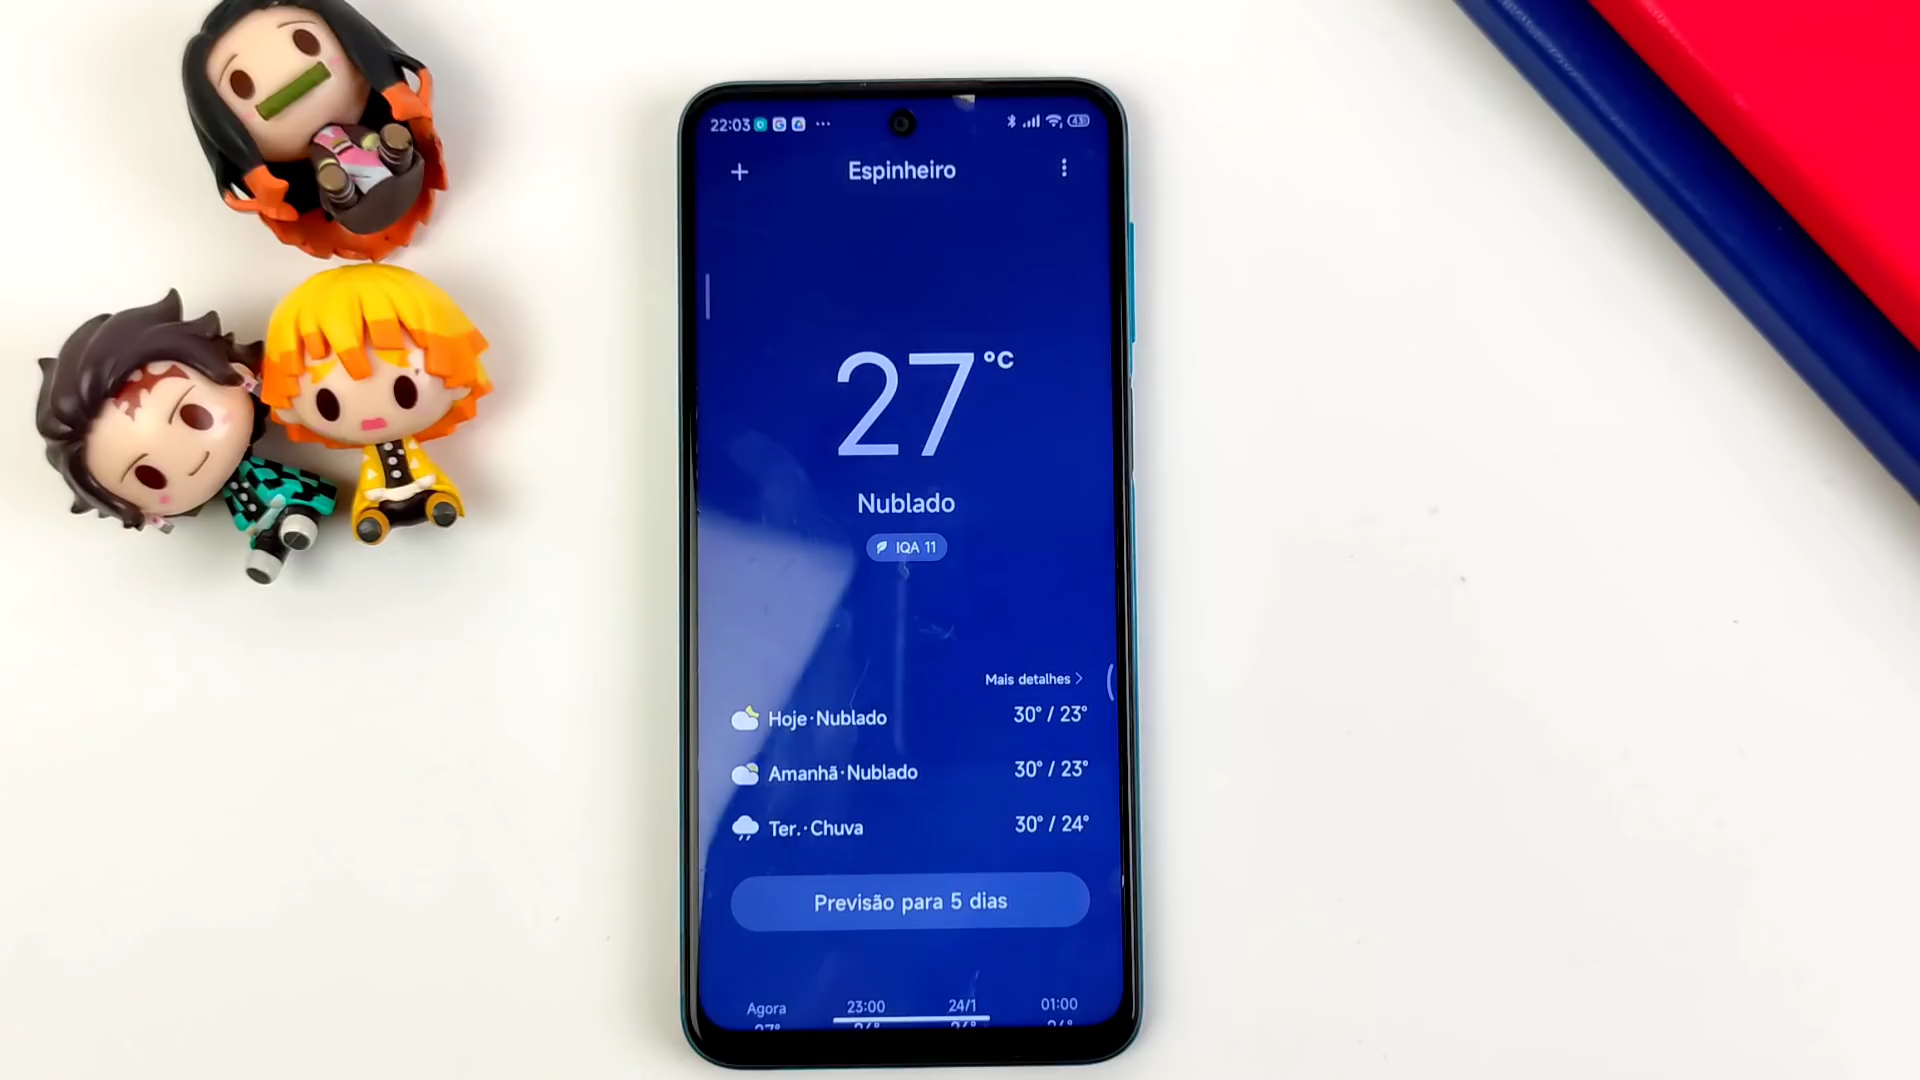 22:03
Espinheiro
27°C
Nublado
IQA 11
Mais detalhes
Hoje·Nublado 30° / 23°
Amanhã·Nublado 30° / 23°
Ter.·Chuva 30° / 24°
Previsão para 5 dias
Agora 23:00 24/1 01:00